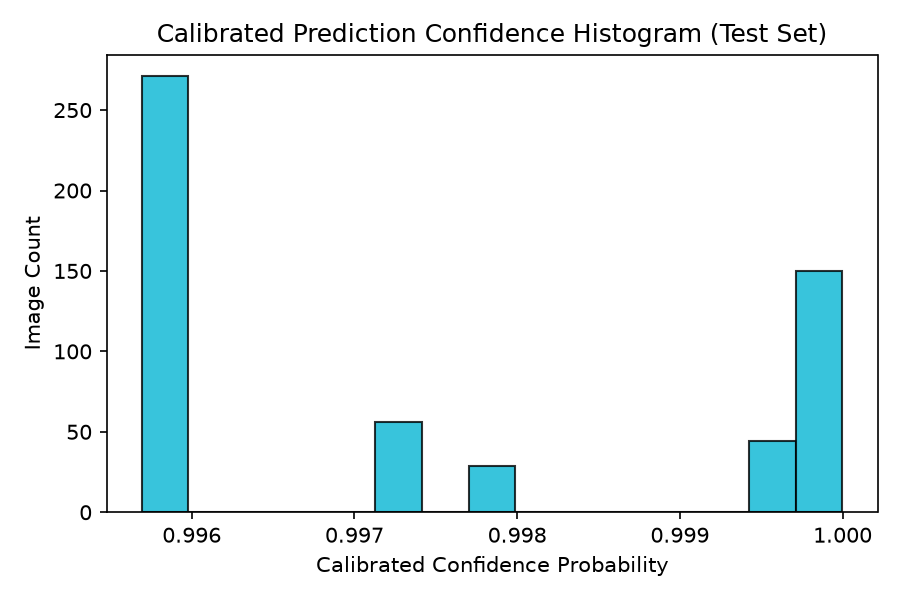 Calibrated Prediction Confidence Histogram (Test Set)
Image Count
250
200
150
100
50
0
0.996 0.997 0.998 0.999 1.000
Calibrated Confidence Probability